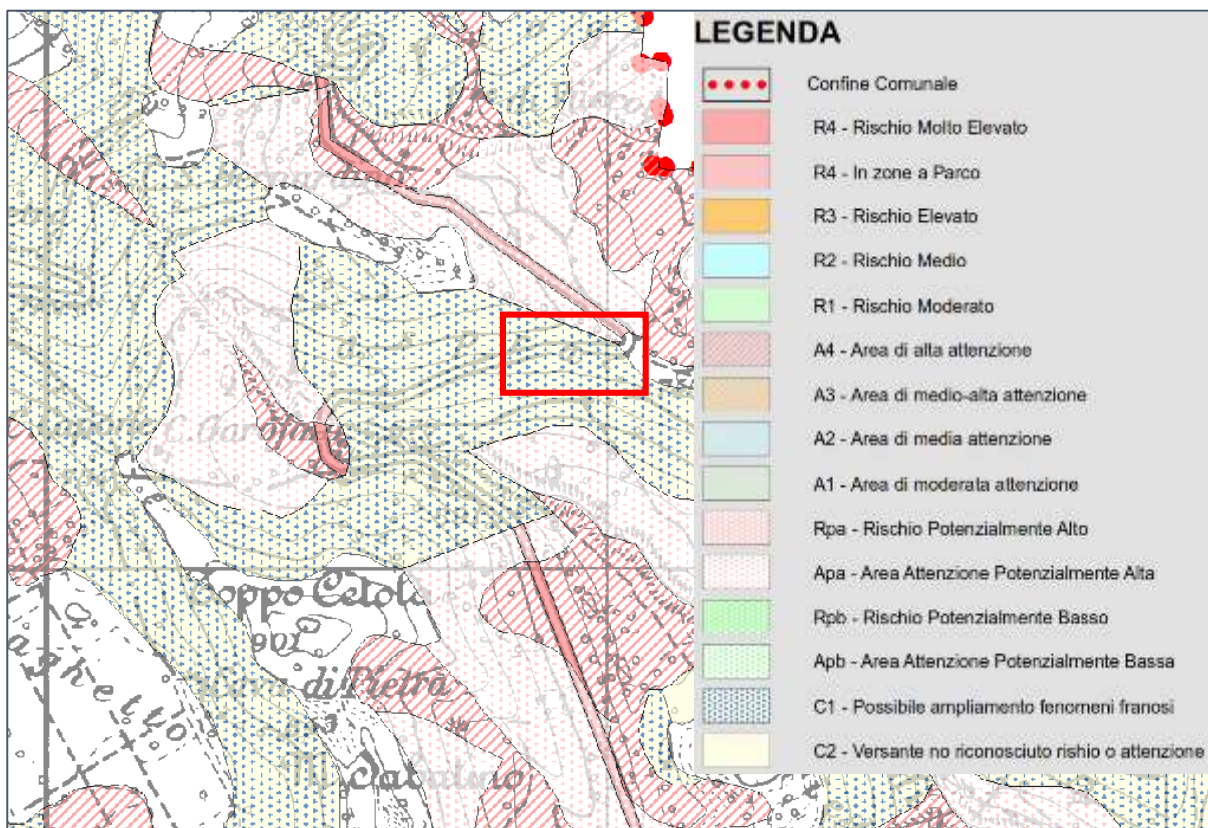 LEGENDA
Confine Comunale
R4 - Rischio Molto Elevato
R4 - In zone a Parco
R3 - Rischio Elevato
R2 - Rischio Medio
R1 - Rischio Moderato
A4 - Area di alta attenzione
A3 - Area di medio-alta attenzione
A2 - Area di media attenzione
A1 - Area di moderata attenzione
Rpa - Rischio Potenzialmente Alto
Apa - Area Attenzione Potenzialmente Alta
Rpb - Rischio Potenzialmente Basso
Apb - Area Attenzione Potenzialmente Bassa
C1 - Possibile ampliamento fenomeni franosi
C2 - Versante no riconosciuto rishio o attenzione
Toppo Cetola
901
di Pietra